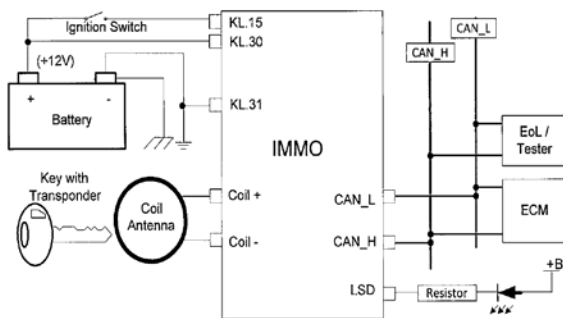 Ignition Switch
KL.15
KL.30
(+12V)
+
-
Battery
KL.31
IMMO
Key with
Transponder
Coil
Antenna
Coil +
Coil -
CAN_L
CAN_H
LSD
CAN_H
CAN_L
EoL /
Tester
ECM
Resistor
+B